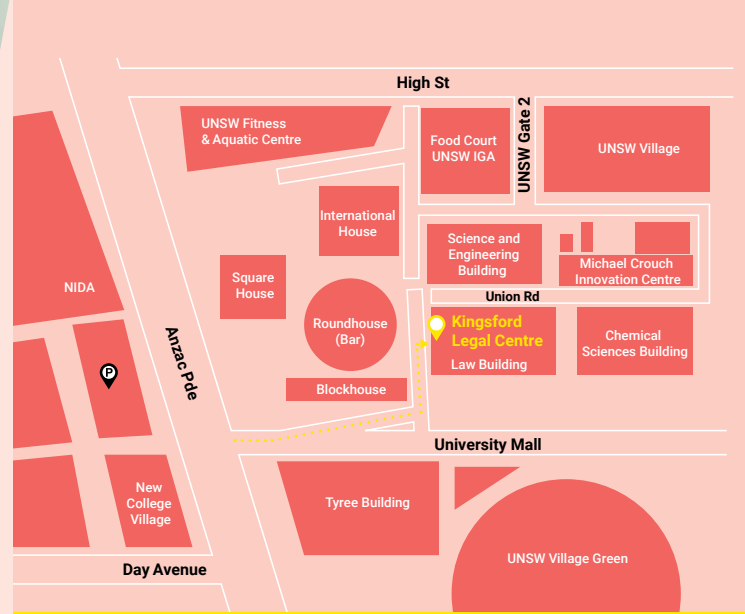 High St
UNSW Fitness
& Aquatic Centre
Food Court
UNSW IGA
UNSW Gate 2
UNSW Village
International
House
Science and
Engineering
Building
Michael Crouch
Innovation Centre
Square
House
NIDA
Union Rd
Roundhouse
(Bar)
Kingsford
Legal Centre
Law Building
Chemical
Sciences Building
Anzac Pde
P
Blockhouse
University Mall
New
College
Village
Tyree Building
UNSW Village Green
Day Avenue